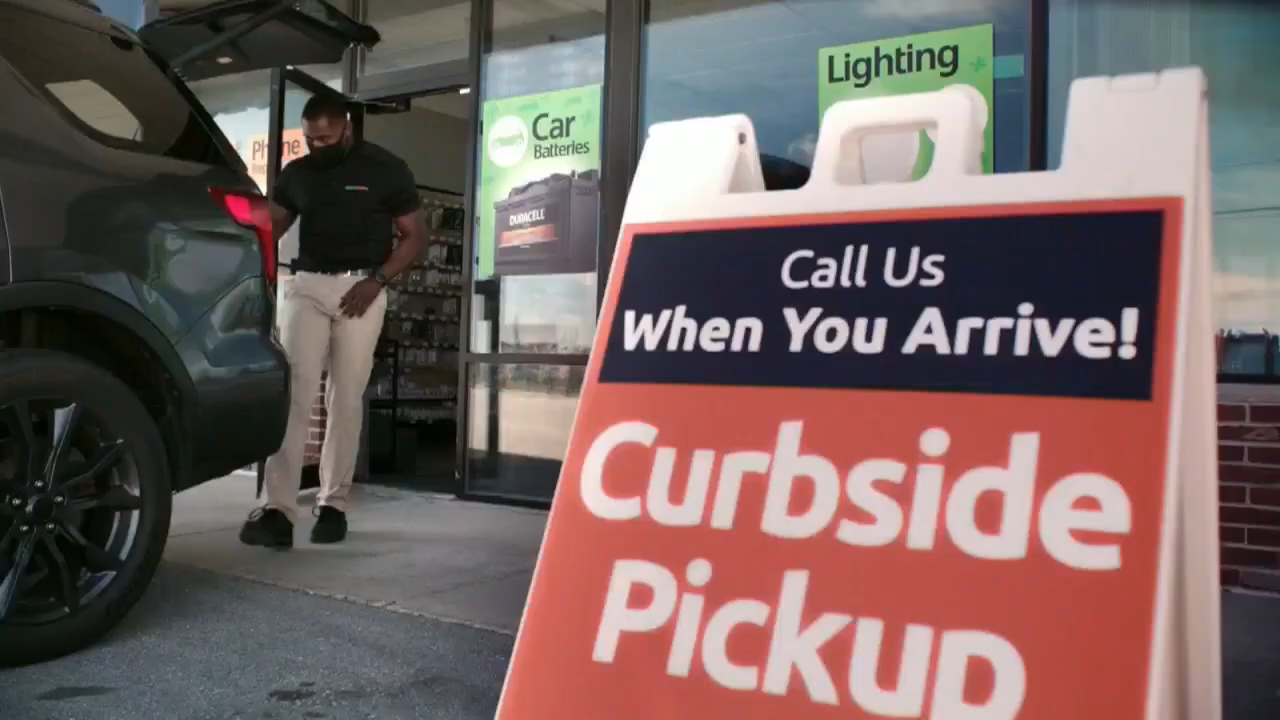 Lighting
Car
Batteries
Phone
DURACELL
Call Us
When You Arrive!
Curbside
Pickup